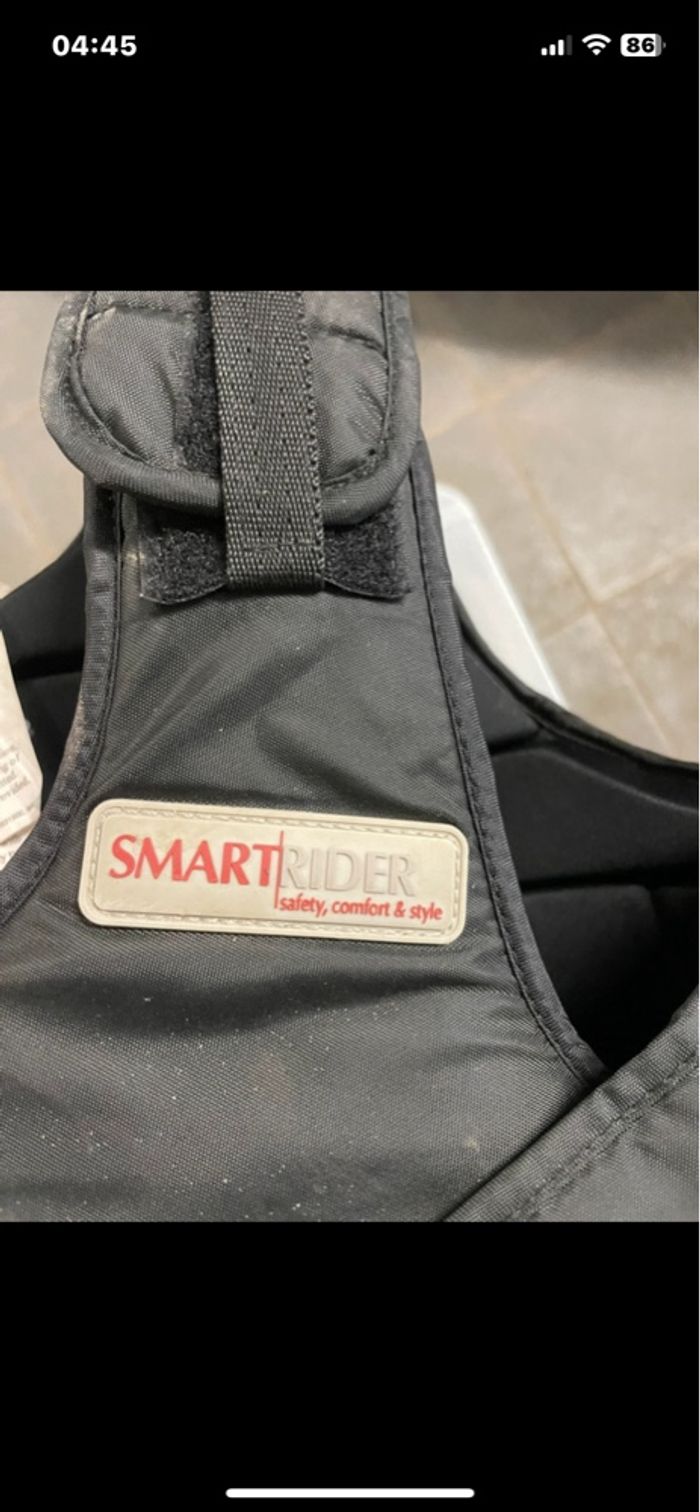 04:45
86
SMARTRIDER
safety, comfort & style